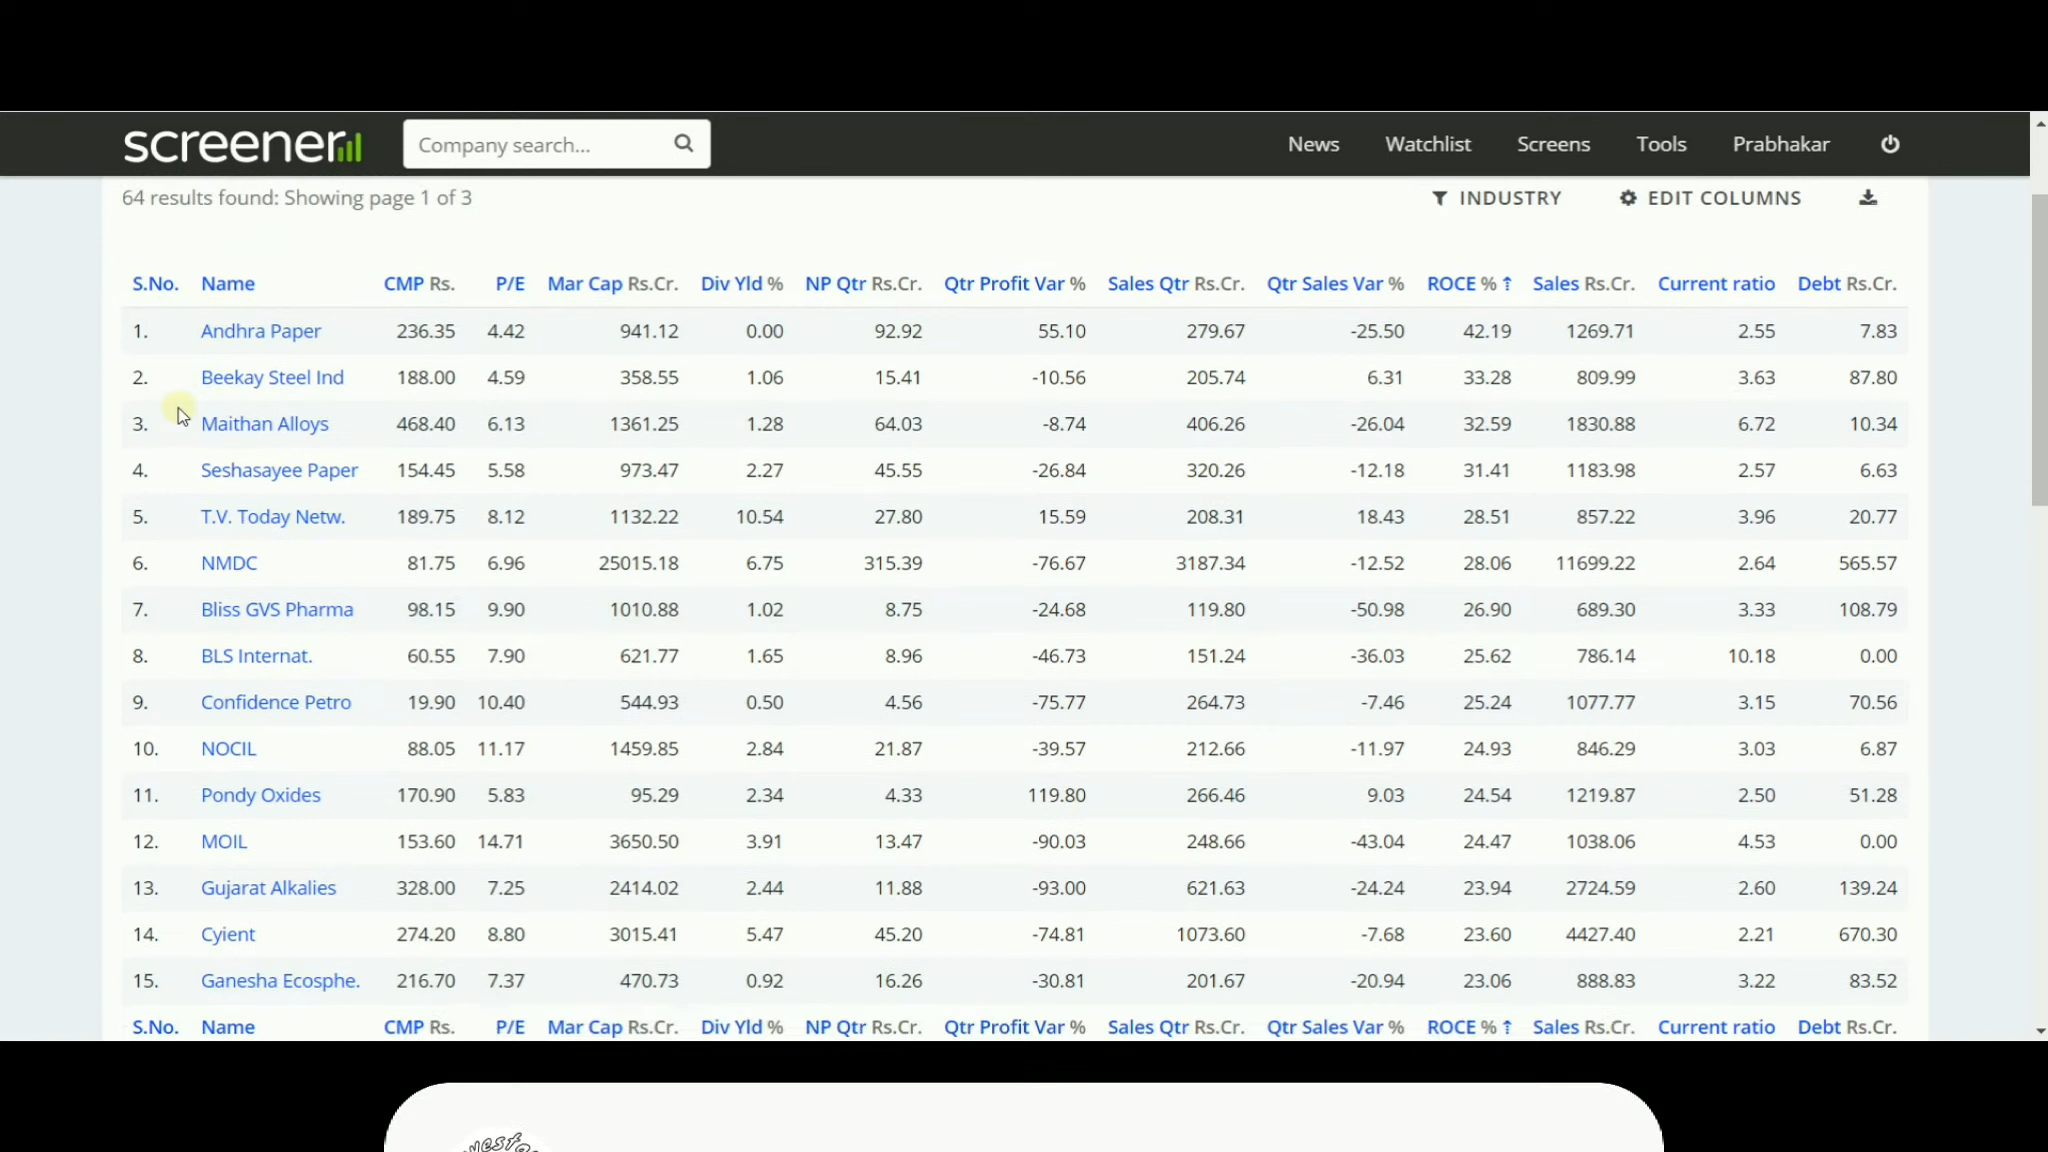 screener Company search... News Watchlist Screens Tools Prabhakar
64 results found: Showing page 1 of 3 INDUSTRY EDIT COLUMNS
S.No. Name CMP Rs. P/E Mar Cap Rs.Cr. Div Yld % NP Qtr Rs.Cr. Qtr Profit Var % Sales Qtr Rs.Cr. Qtr Sales Var % ROCE % Sales Rs.Cr. Current ratio Debt Rs.Cr.
1. Andhra Paper 236.35 4.42 941.12 0.00 92.92 55.10 279.67 -25.50 42.19 1269.71 2.55 7.83
2. Beekay Steel Ind 188.00 4.59 358.55 1.06 15.41 -10.56 205.74 6.31 33.28 809.99 3.63 87.80
3. Maithan Alloys 468.40 6.13 1361.25 1.28 64.03 -8.74 406.26 -26.04 32.59 1830.88 6.72 10.34
4. Seshasayee Paper 154.45 5.58 973.47 2.27 45.55 -26.84 320.26 -12.18 31.41 1183.98 2.57 6.63
5. T.V. Today Netw. 189.75 8.12 1132.22 10.54 27.80 15.59 208.31 18.43 28.51 857.22 3.96 20.77
6. NMDC 81.75 6.96 25015.18 6.75 315.39 -76.67 3187.34 -12.52 28.06 11699.22 2.64 565.57
7. Bliss GVS Pharma 98.15 9.90 1010.88 1.02 8.75 -24.68 119.80 -50.98 26.90 689.30 3.33 108.79
8. BLS Internat. 60.55 7.90 621.77 1.65 8.96 -46.73 151.24 -36.03 25.62 786.14 10.18 0.00
9. Confidence Petro 19.90 10.40 544.93 0.50 4.56 -75.77 264.73 -7.46 25.24 1077.77 3.15 70.56
10. NOCIL 88.05 11.17 1459.85 2.84 21.87 -39.57 212.66 -11.97 24.93 846.29 3.03 6.87
11. Pondy Oxides 170.90 5.83 95.29 2.34 4.33 119.80 266.46 9.03 24.54 1219.87 2.50 51.28
12. MOIL 153.60 14.71 3650.50 3.91 13.47 -90.03 248.66 -43.04 24.47 1038.06 4.53 0.00
13. Gujarat Alkalies 328.00 7.25 2414.02 2.44 11.88 -93.00 621.63 -24.24 23.94 2724.59 2.60 139.24
14. Cyient 274.20 8.80 3015.41 5.47 45.20 -74.81 1073.60 -7.68 23.60 4427.40 2.21 670.30
15. Ganesha Ecosphe. 216.70 7.37 470.73 0.92 16.26 -30.81 201.67 -20.94 23.06 888.83 3.22 83.52
S.No. Name CMP Rs. P/E Mar Cap Rs.Cr. Div Yld % NP Qtr Rs.Cr. Qtr Profit Var % Sales Qtr Rs.Cr. Qtr Sales Var % ROCE % Sales Rs.Cr. Current ratio Debt Rs.Cr.